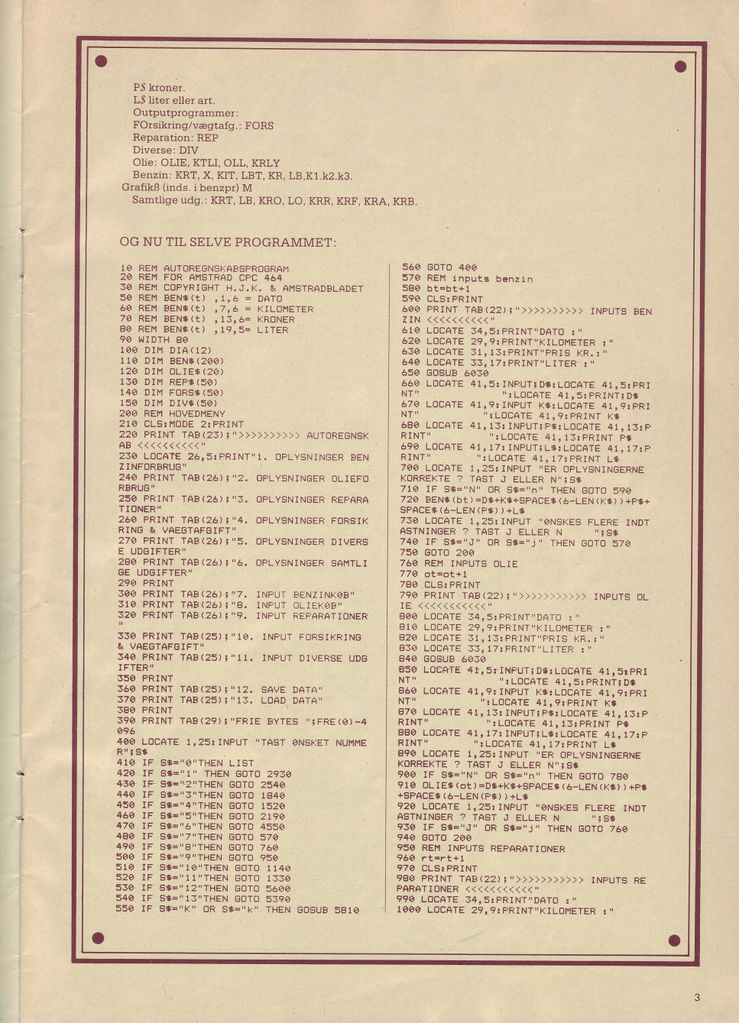 P$ kroner.
L$ liter eller art.
Outputprogrammer:
FOrsikring/vægtafg.: FORS
Reparation: REP
Diverse: DIV
Olie: OLIE, KTLI, OLL, KRLY
Benzin: KRT, X, KIT, LBT, KR, LB,K1.k2.k3.
Grafikß (inds. i benzpr) M
Samtlige udg.: KRT, LB, KRO, LO, KRR, KRF, KRA, KRB.
OG NU TIL SELVE PROGRAMMET:
10 REM AUTOREGNSKABSPROGRAM
20 REM FOR AMSTRAD CPC 464
30 REM COPYRIGHT H.J.K. & AMSTRADBLADET
50 REM BEN$(t) ,1,6 = DATO
60 REM BEN$(t) ,7,6 = KILOMETER
70 REM BEN$(t) ,13,6= KRONER
80 REM BEN$(t) ,19,5= LITER
90 WIDTH 80
100 DIM DIA(12)
110 DIM BEN$(200)
120 DIM OLIE$(20)
130 DIM REP$(50)
140 DIM FORS$(50)
150 DIM DIV$(50)
200 REM HOVEDMENY
210 CLS:MODE 2:PRINT
220 PRINT TAB(23);">>>>>>>>>> AUTOREGNSK
AB <<<<<<<<<<"
230 LOCATE 26,5:PRINT"1. OPLYSNINGER BEN
ZINFORBRUG"
240 PRINT TAB(26);"2. OPLYSNINGER OLIEFO
RBRUG"
250 PRINT TAB(26);"3. OPLYSNINGER REPARA
TIONER"
260 PRINT TAB(26);"4. OPLYSNINGER FORSIK
RING & VAEGTAFGIFT"
270 PRINT TAB(26);"5. OPLYSNINGER DIVERS
E UDGIFTER"
280 PRINT TAB(26);"6. OPLYSNINGER SAMTLI
GE UDGIFTER"
290 PRINT
300 PRINT TAB(26);"7. INPUT BENZINK0B"
310 PRINT TAB(26);"8. INPUT OLIEK0B"
320 PRINT TAB(26);"9. INPUT REPARATIONER
"
330 PRINT TAB(25);"10. INPUT FORSIKRING
& VAEGTAFGIFT"
340 PRINT TAB(25);"11. INPUT DIVERSE UDG
IFTER"
350 PRINT
360 PRINT TAB(25);"12. SAVE DATA"
370 PRINT TAB(25);"13. LOAD DATA"
380 PRINT
390 PRINT TAB(29);"FRIE BYTES ";FRE(0)-4
096
400 LOCATE 1,25:INPUT "TAST 0NSKET NUMME
R";S$
410 IF S$="0"THEN LIST
420 IF S$="1" THEN GOTO 2930
430 IF S$="2"THEN GOTO 2540
440 IF S$="3"THEN GOTO 1840
450 IF S$="4"THEN GOTO 1520
460 IF S$="5"THEN GOTO 2190
470 IF S$="6"THEN GOTO 4550
480 IF S$="7"THEN GOTO 570
490 IF S$="8"THEN GOTO 760
500 IF S$="9"THEN GOTO 950
510 IF S$="10"THEN GOTO 1140
520 IF S$="11"THEN GOTO 1330
530 IF S$="12"THEN GOTO 5600
540 IF S$="13"THEN GOTO 5390
550 IF S$="K" OR S$="k" THEN GOSUB 5810
560 GOTO 400
570 REM inputs benzin
580 bt=bt+1
590 CLS:PRINT
600 PRINT TAB(22);">>>>>>>>>> INPUTS BEN
ZIN <<<<<<<<<<"
610 LOCATE 34,5:PRINT"DATO :"
620 LOCATE 29,9:PRINT"KILOMETER :"
630 LOCATE 31,13:PRINT"PRIS KR.:"
640 LOCATE 33,17:PRINT"LITER :"
650 GOSUB 6030
660 LOCATE 41,5:INPUT;D$:LOCATE 41,5:PRI
NT"          ":LOCATE 41,5:PRINT;D$
670 LOCATE 41,9:INPUT K$:LOCATE 41,9:PRI
NT"        ":LOCATE 41,9:PRINT K$
680 LOCATE 41,13:INPUT;P$:LOCATE 41,13:P
RINT"        ":LOCATE 41,13:PRINT P$
690 LOCATE 41,17:INPUT;L$:LOCATE 41,17:P
RINT"       ":LOCATE 41,17:PRINT L$
700 LOCATE 1,25:INPUT "ER OPLYSNINGERNE
KORREKTE ? TAST J ELLER N";S$
710 IF S$="N" OR S$="n" THEN GOTO 590
720 BEN$(bt)=D$+K$+SPACE$(6-LEN(K$))+P$+
SPACE$(6-LEN(P$))+L$
730 LOCATE 1,25:INPUT "0NSKES FLERE INDT
ASTNINGER ? TAST J ELLER N     ";S$
740 IF S$="J" OR S$="j" THEN GOTO 570
750 GOTO 200
760 REM INPUTS OLIE
770 ot=ot+1
780 CLS:PRINT
790 PRINT TAB(22);">>>>>>>>>>> INPUTS OL
IE <<<<<<<<<<<"
800 LOCATE 34,5:PRINT"DATO :"
810 LOCATE 29,9:PRINT"KILOMETER :"
820 LOCATE 31,13:PRINT"PRIS KR.:"
830 LOCATE 33,17:PRINT"LITER :"
840 GOSUB 6030
850 LOCATE 41,5:INPUT;D$:LOCATE 41,5:PRI
NT"          ":LOCATE 41,5:PRINT;D$
860 LOCATE 41,9:INPUT K$:LOCATE 41,9:PRI
NT"        ":LOCATE 41,9:PRINT K$
870 LOCATE 41,13:INPUT;P$:LOCATE 41,13:P
RINT"        ":LOCATE 41,13:PRINT P$
880 LOCATE 41,17:INPUT;L$:LOCATE 41,17:P
RINT"       ":LOCATE 41,17:PRINT L$
890 LOCATE 1,25:INPUT "ER OPLYSNINGERNE
KORREKTE ? TAST J ELLER N";S$
900 IF S$="N" OR S$="n" THEN GOTO 780
910 OLIE$(ot)=D$+K$+SPACE$(6-LEN(K$))+P$
+SPACE$(6-LEN(P$))+L$
920 LOCATE 1,25:INPUT "0NSKES FLERE INDT
ASTNINGER ? TAST J ELLER N     ";S$
930 IF S$="J" OR S$="j" THEN GOTO 760
940 GOTO 200
950 REM INPUTS REPARATIONER
960 rt=rt+1
970 CLS:PRINT
980 PRINT TAB(22);">>>>>>>>>>> INPUTS RE
PARATIONER <<<<<<<<<<<"
990 LOCATE 34,5:PRINT"DATO :"
1000 LOCATE 29,9:PRINT"KILOMETER :"
3